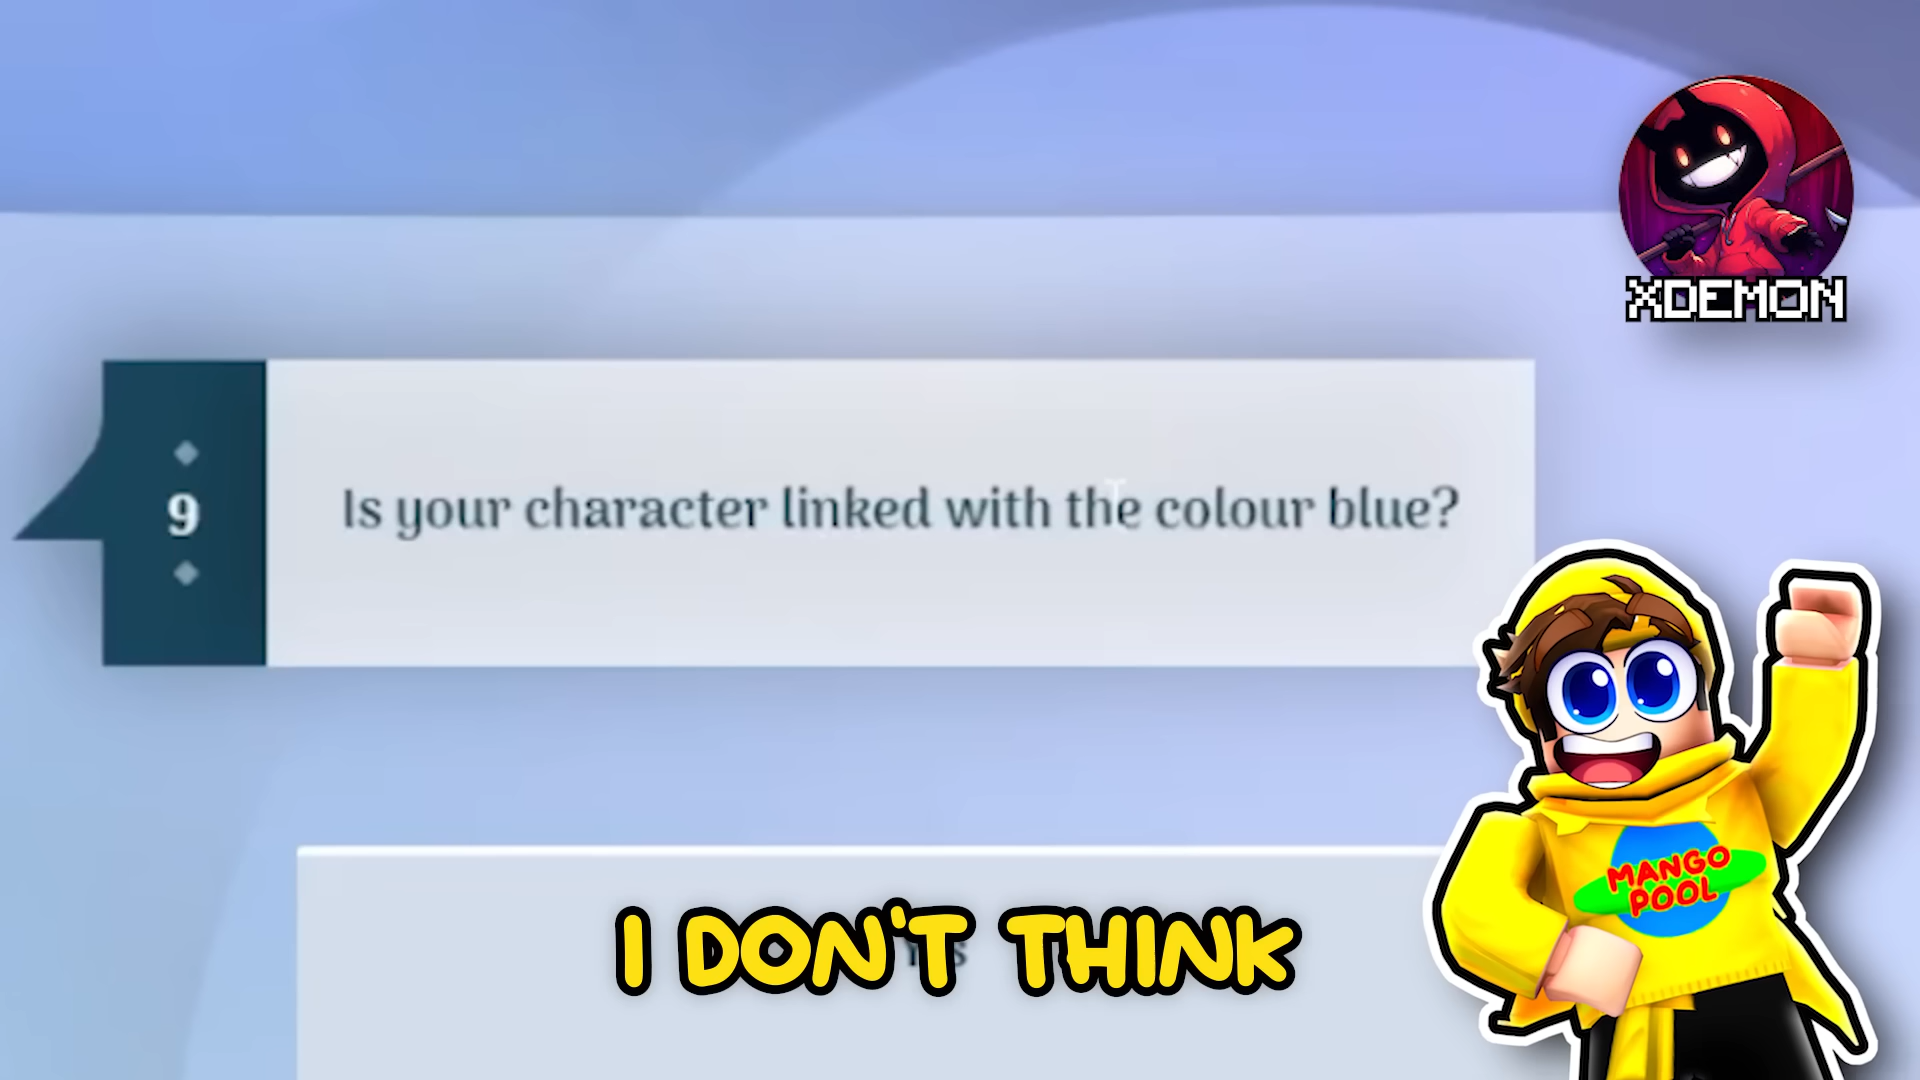 XDEMON
9
Is your character linked with the colour blue?
MANGO
POOL
I DON'T THINK